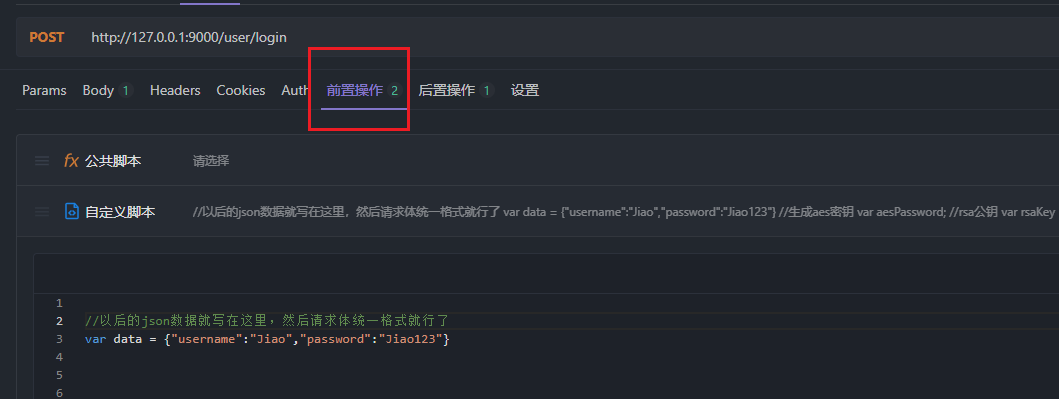 POST http://127.0.0.1:9000/user/login
Params Body 1 Headers Cookies Auth 前置操作 2 后置操作 1 设置
fx 公共脚本 请选择
自定义脚本 //以后的json数据就写在这里，然后请求体统一格式就行了 var data = {"username":"Jiao","password":"Jiao123"} //生成aes密钥 var aesPassword; //rsa公钥 var rsaKey
1
2 //以后的json数据就写在这里，然后请求体统一格式就行了
3 var data = {"username":"Jiao","password":"Jiao123"}
4
5
6